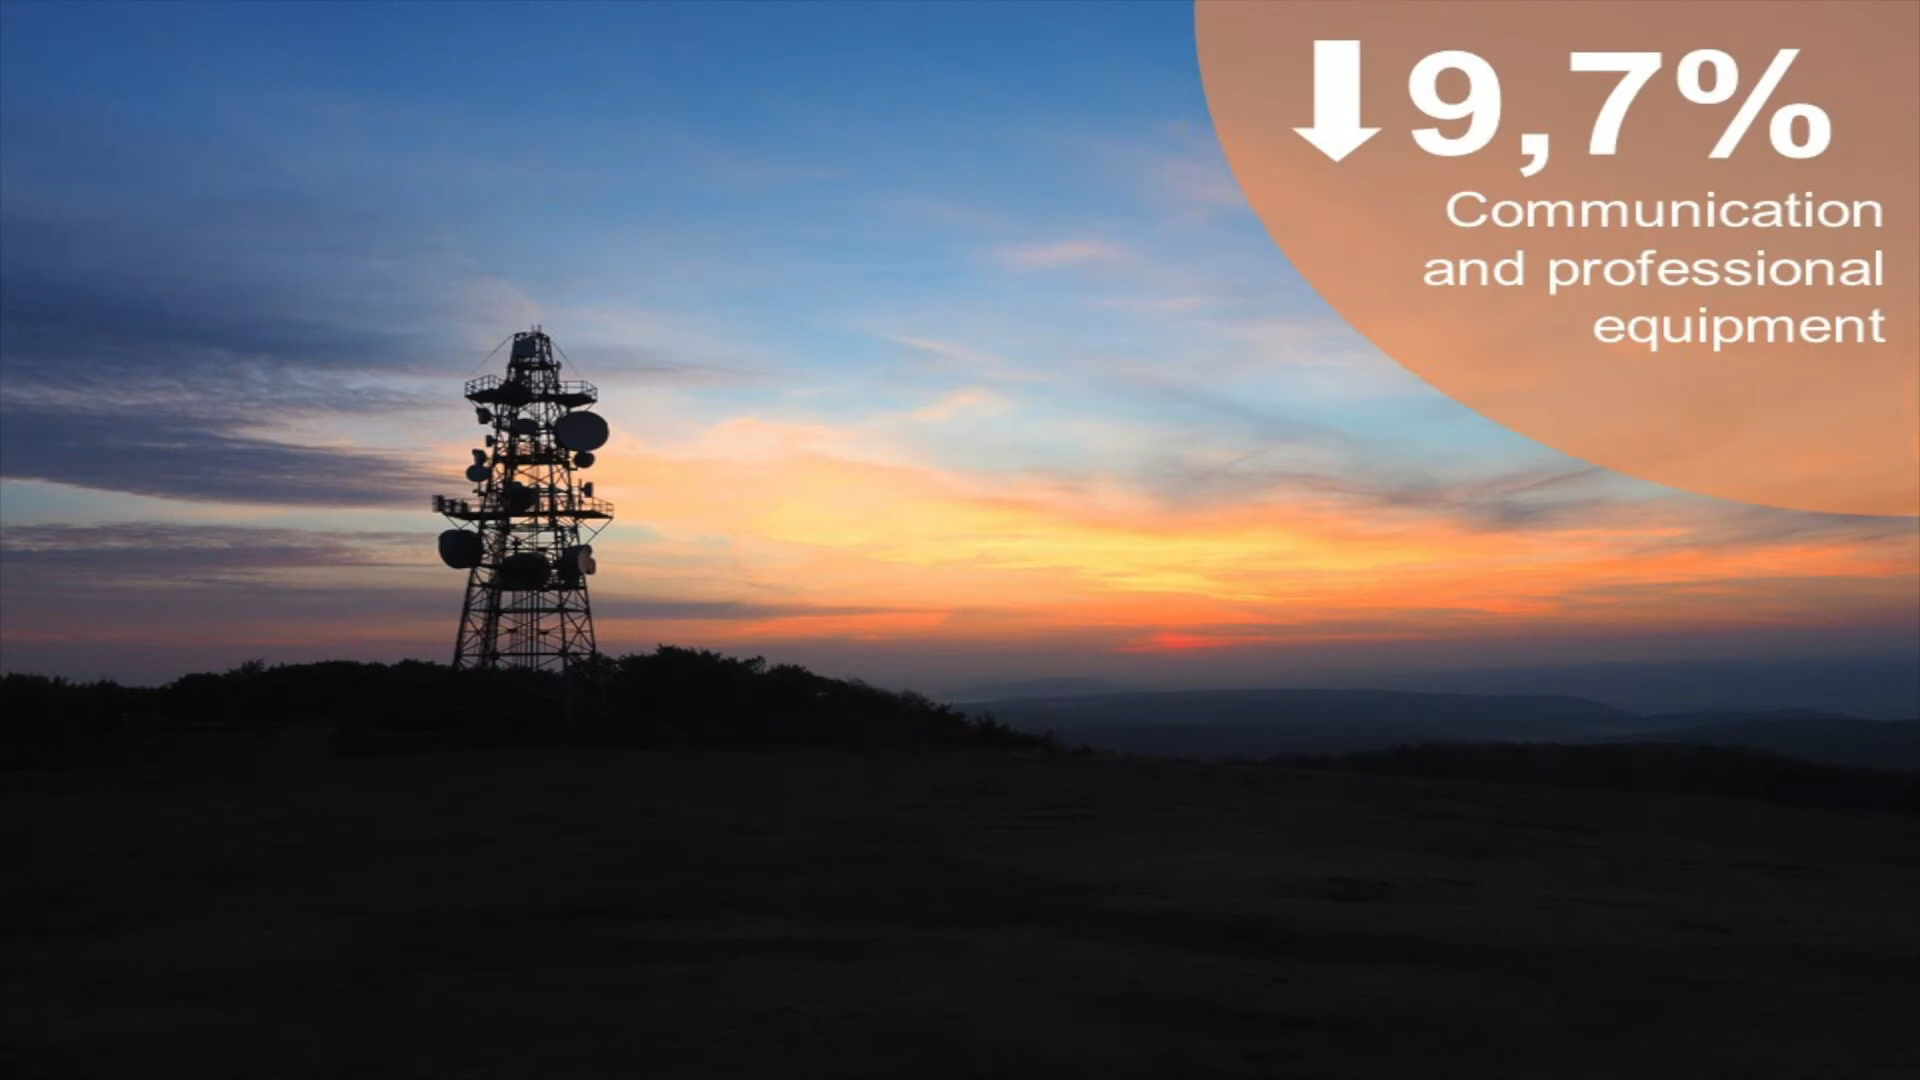 ⬇9,7%
Communication
and professional
equipment